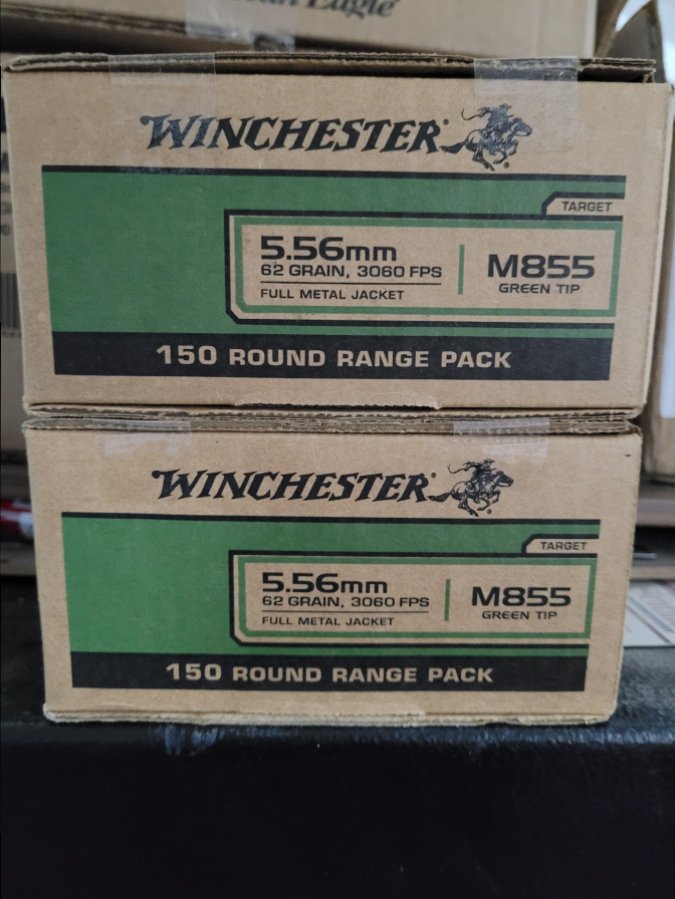 Eagle
WINCHESTER
TARGET
5.56mm
62 GRAIN, 3060 FPS
FULL METAL JACKET
M855
GREEN TIP
150 ROUND RANGE PACK
WINCHESTER
TARGET
5.56mm
62 GRAIN, 3060 FPS
FULL METAL JACKET
M855
GREEN TIP
150 ROUND RANGE PACK